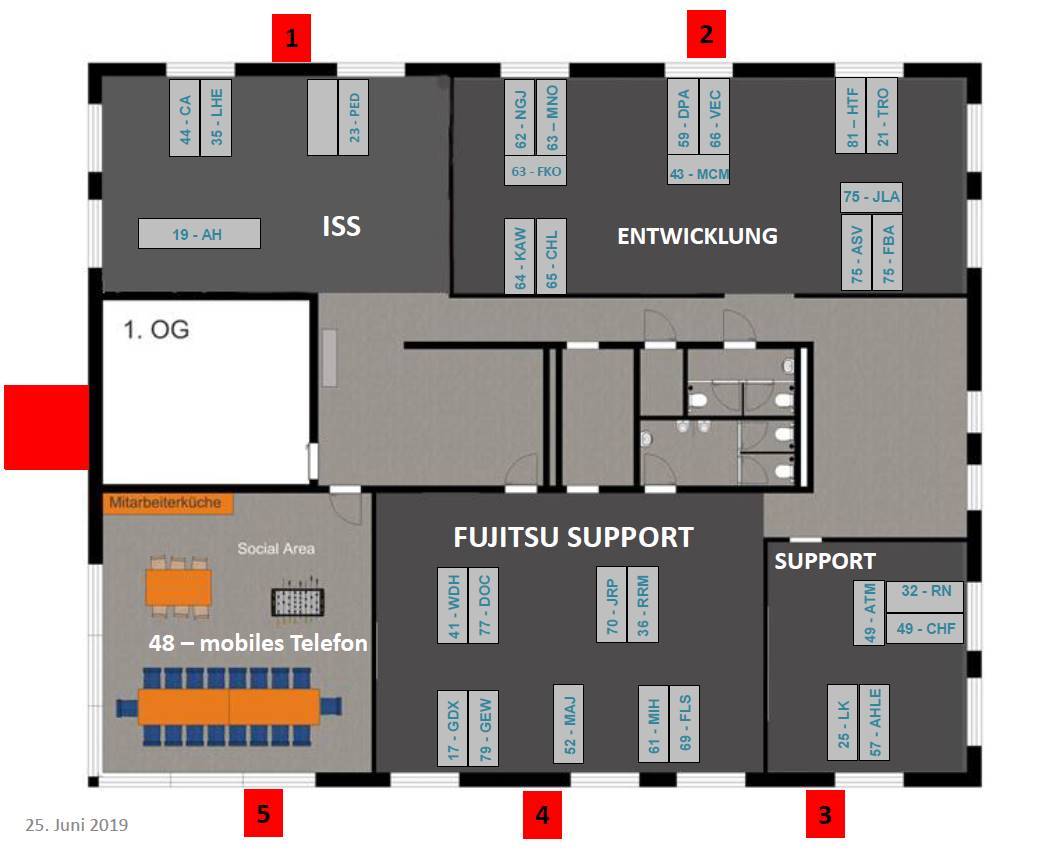 1
2
44 - CA
35 - LHE
23 - PED
62 - NGJ
63 – MNO
63 - FKO
59 - DPA
66 - VEC
43 - MCM
81 – HTF
21 - TRO
75 - JLA
75 - ASV
75 - FBA
19 - AH
ISS
ENTWICKLUNG
64 - KAW
65 - CHL
1. OG
Mitarbeiterküche
Social Area
48 – mobiles Telefon
FUJITSU SUPPORT
41 - WDH
77 - DOC
70 - JRP
36 - RRM
17 - GDX
79 - GEW
52 - MAJ
61 - MIH
69 - FLS
SUPPORT
49 - ATM
32 - RN
49 - CHF
25 - LK
57 - AHLE
5
4
3
25. Juni 2019